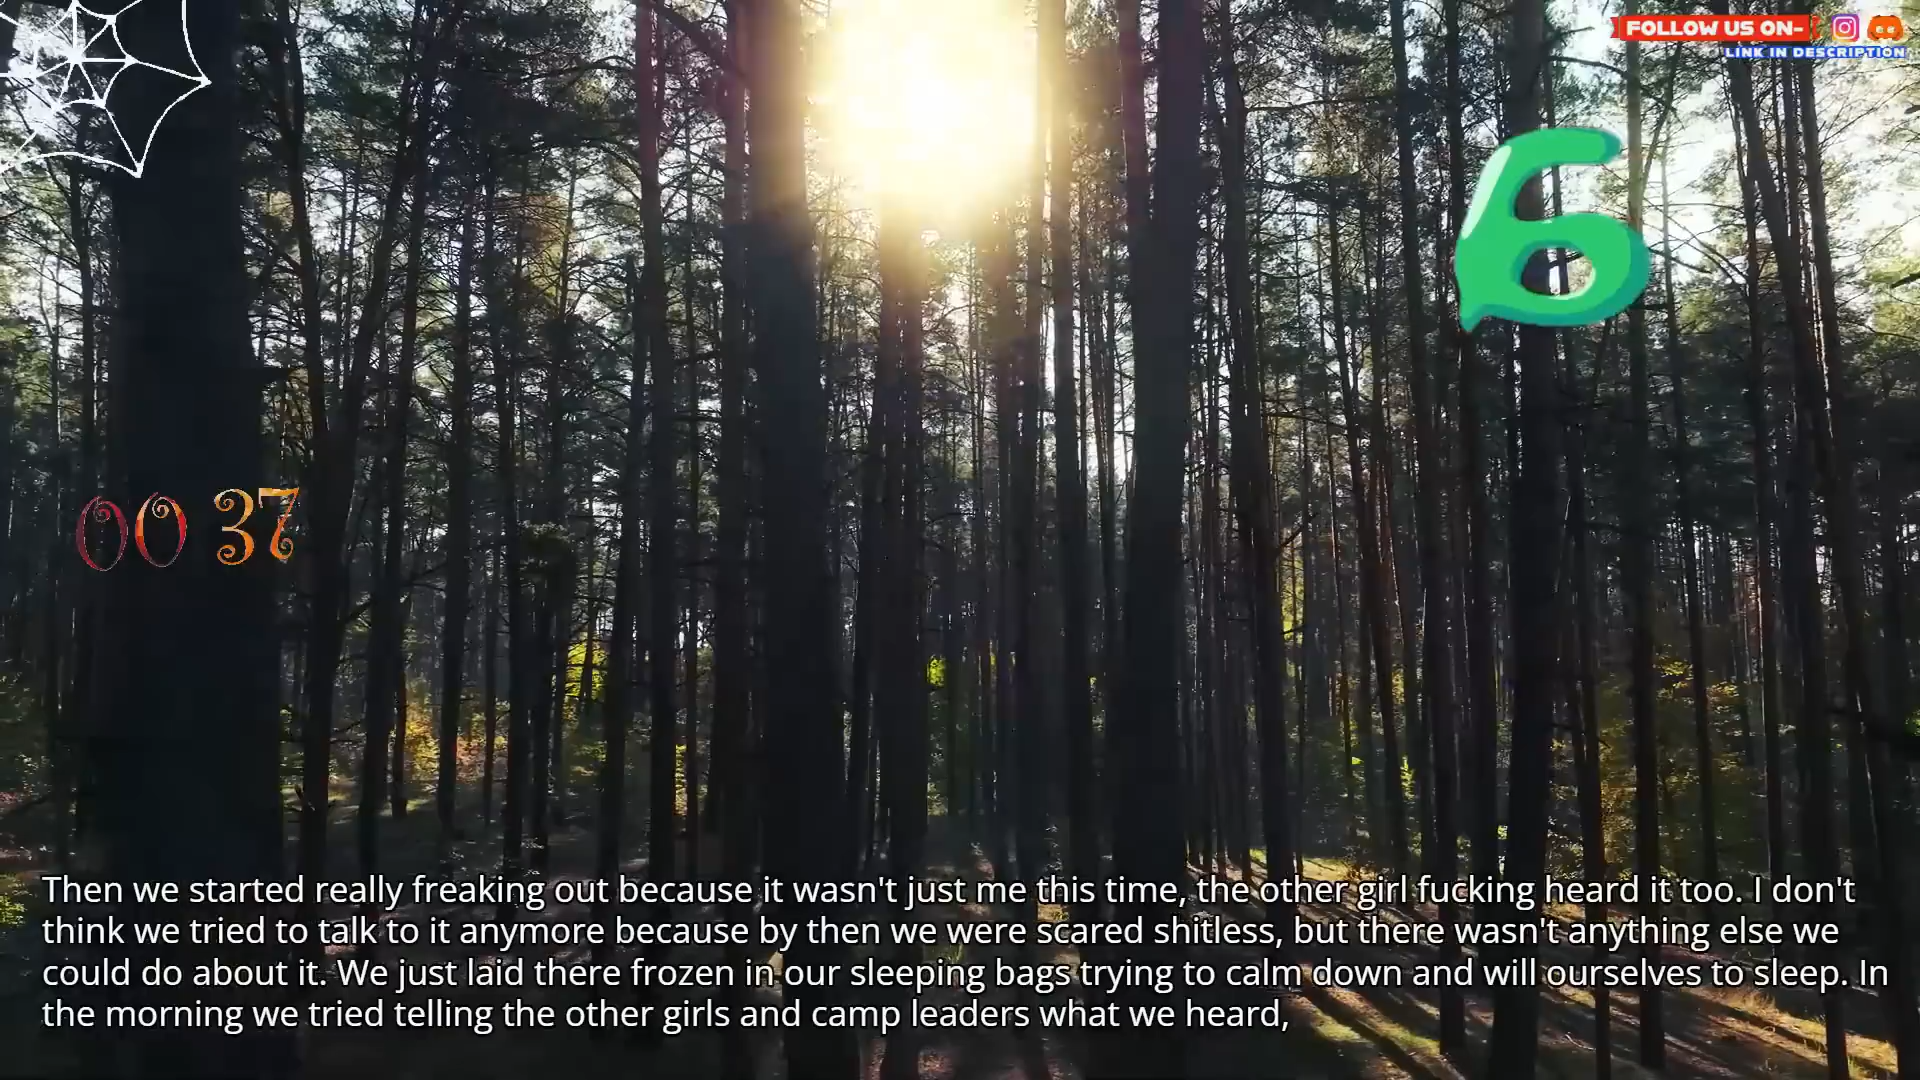 FOLLOW US ON-
LINK IN DESCRIPTION
6
00 37
Then we started really freaking out because it wasn't just me this time, the other girl fucking heard it too. I don't
think we tried to talk to it anymore because by then we were scared shitless, but there wasn't anything else we
could do about it. We just laid there frozen in our sleeping bags trying to calm down and will ourselves to sleep. In
the morning we tried telling the other girls and camp leaders what we heard,